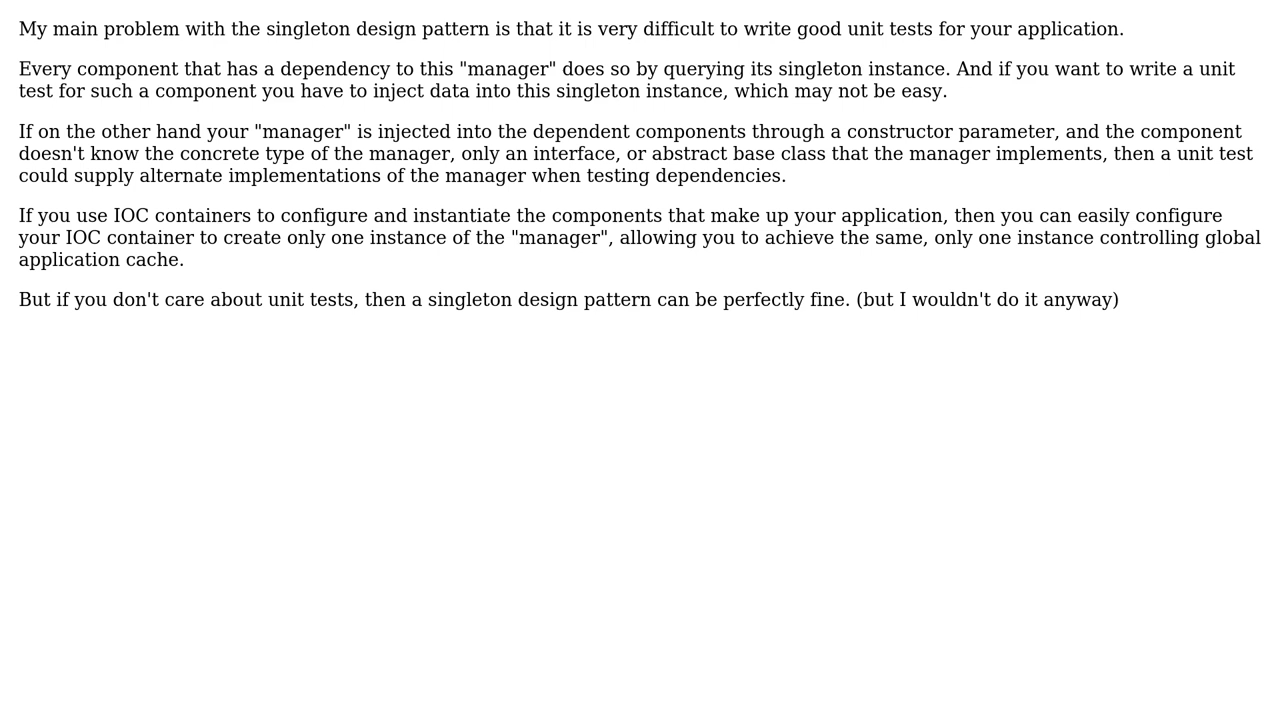 My main problem with the singleton design pattern is that it is very difficult to write good unit tests for your application.
Every component that has a dependency to this "manager" does so by querying its singleton instance. And if you want to write a unit
test for such a component you have to inject data into this singleton instance, which may not be easy.
If on the other hand your "manager" is injected into the dependent components through a constructor parameter, and the component
doesn't know the concrete type of the manager, only an interface, or abstract base class that the manager implements, then a unit test
could supply alternate implementations of the manager when testing dependencies.
If you use IOC containers to configure and instantiate the components that make up your application, then you can easily configure
your IOC container to create only one instance of the "manager", allowing you to achieve the same, only one instance controlling global
application cache.
But if you don't care about unit tests, then a singleton design pattern can be perfectly fine. (but I wouldn't do it anyway)